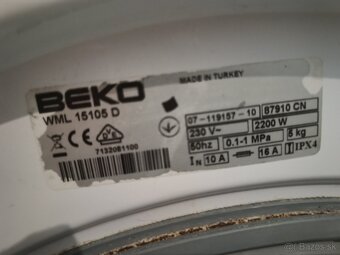 MADE IN TURKEY
BEKO
WML 15105 D
07-119157-10 87910 CN
230 V~ 2200 W
50hz 0.1-1 MPa 5 kg
7132081100
IN 10 A 16 A IPX4
Bazos.sk